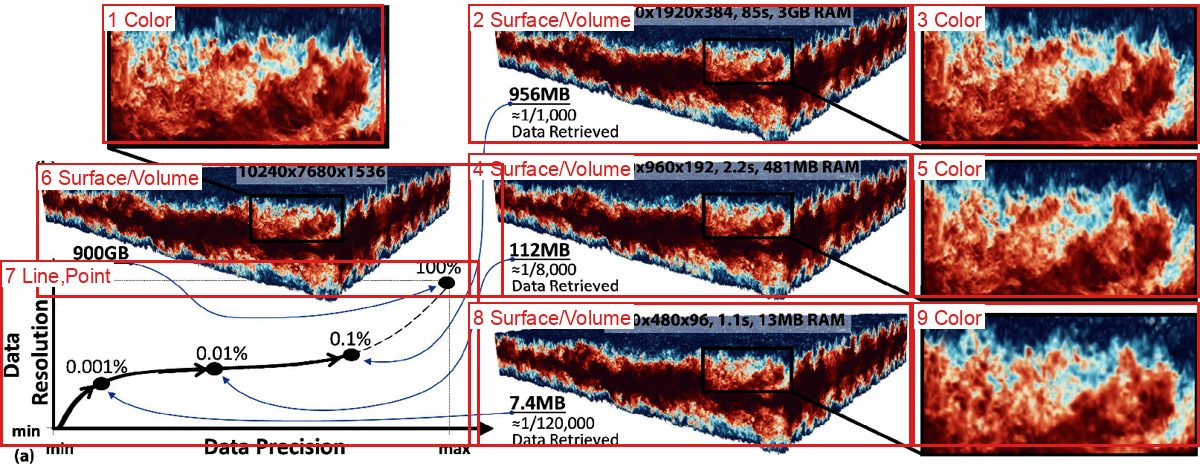 1 Color
2 Surface/Volume
0x1920x384, 85s, 3GB RAM
3 Color
956MB
≈1/1,000
Data Retrieved
6 Surface/Volume
10240x7680x1536
4 Surface/Volume
x960x192, 2.2s, 481MB RAM
5 Color
900GB
112MB
≈1/8,000
Data Retrieved
7 Line,Point
100%
8 Surface/Volume
0x480x96, 1.1s, 13MB RAM
9 Color
Data
Resolution
0.001%
0.01%
0.1%
7.4MB
≈1/120,000
Data Retrieved
min
min
Data Precision
max
(a)